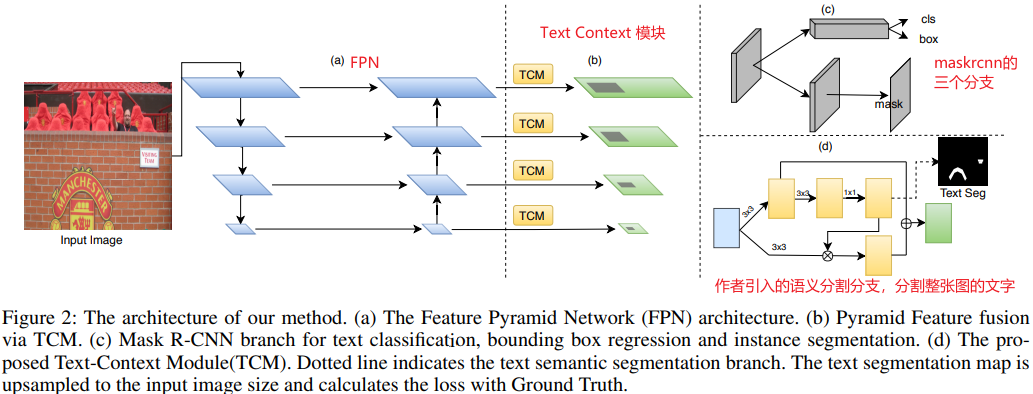 (a) FPN
Text Context 模块
(b)
TCM
TCM
TCM
TCM
VISITING
TEAM
MANCHESTER
Input Image
(c)
cls
box
mask
maskrcnn的
三个分支
(d)
3x3
3x3
1x1
3x3
Text Seg
作者引入的语义分割分支，分割整张图的文字
Figure 2: The architecture of our method. (a) The Feature Pyramid Network (FPN) architecture. (b) Pyramid Feature fusion
via TCM. (c) Mask R-CNN branch for text classification, bounding box regression and instance segmentation. (d) The pro-
posed Text-Context Module(TCM). Dotted line indicates the text semantic segmentation branch. The text segmentation map is
upsampled to the input image size and calculates the loss with Ground Truth.